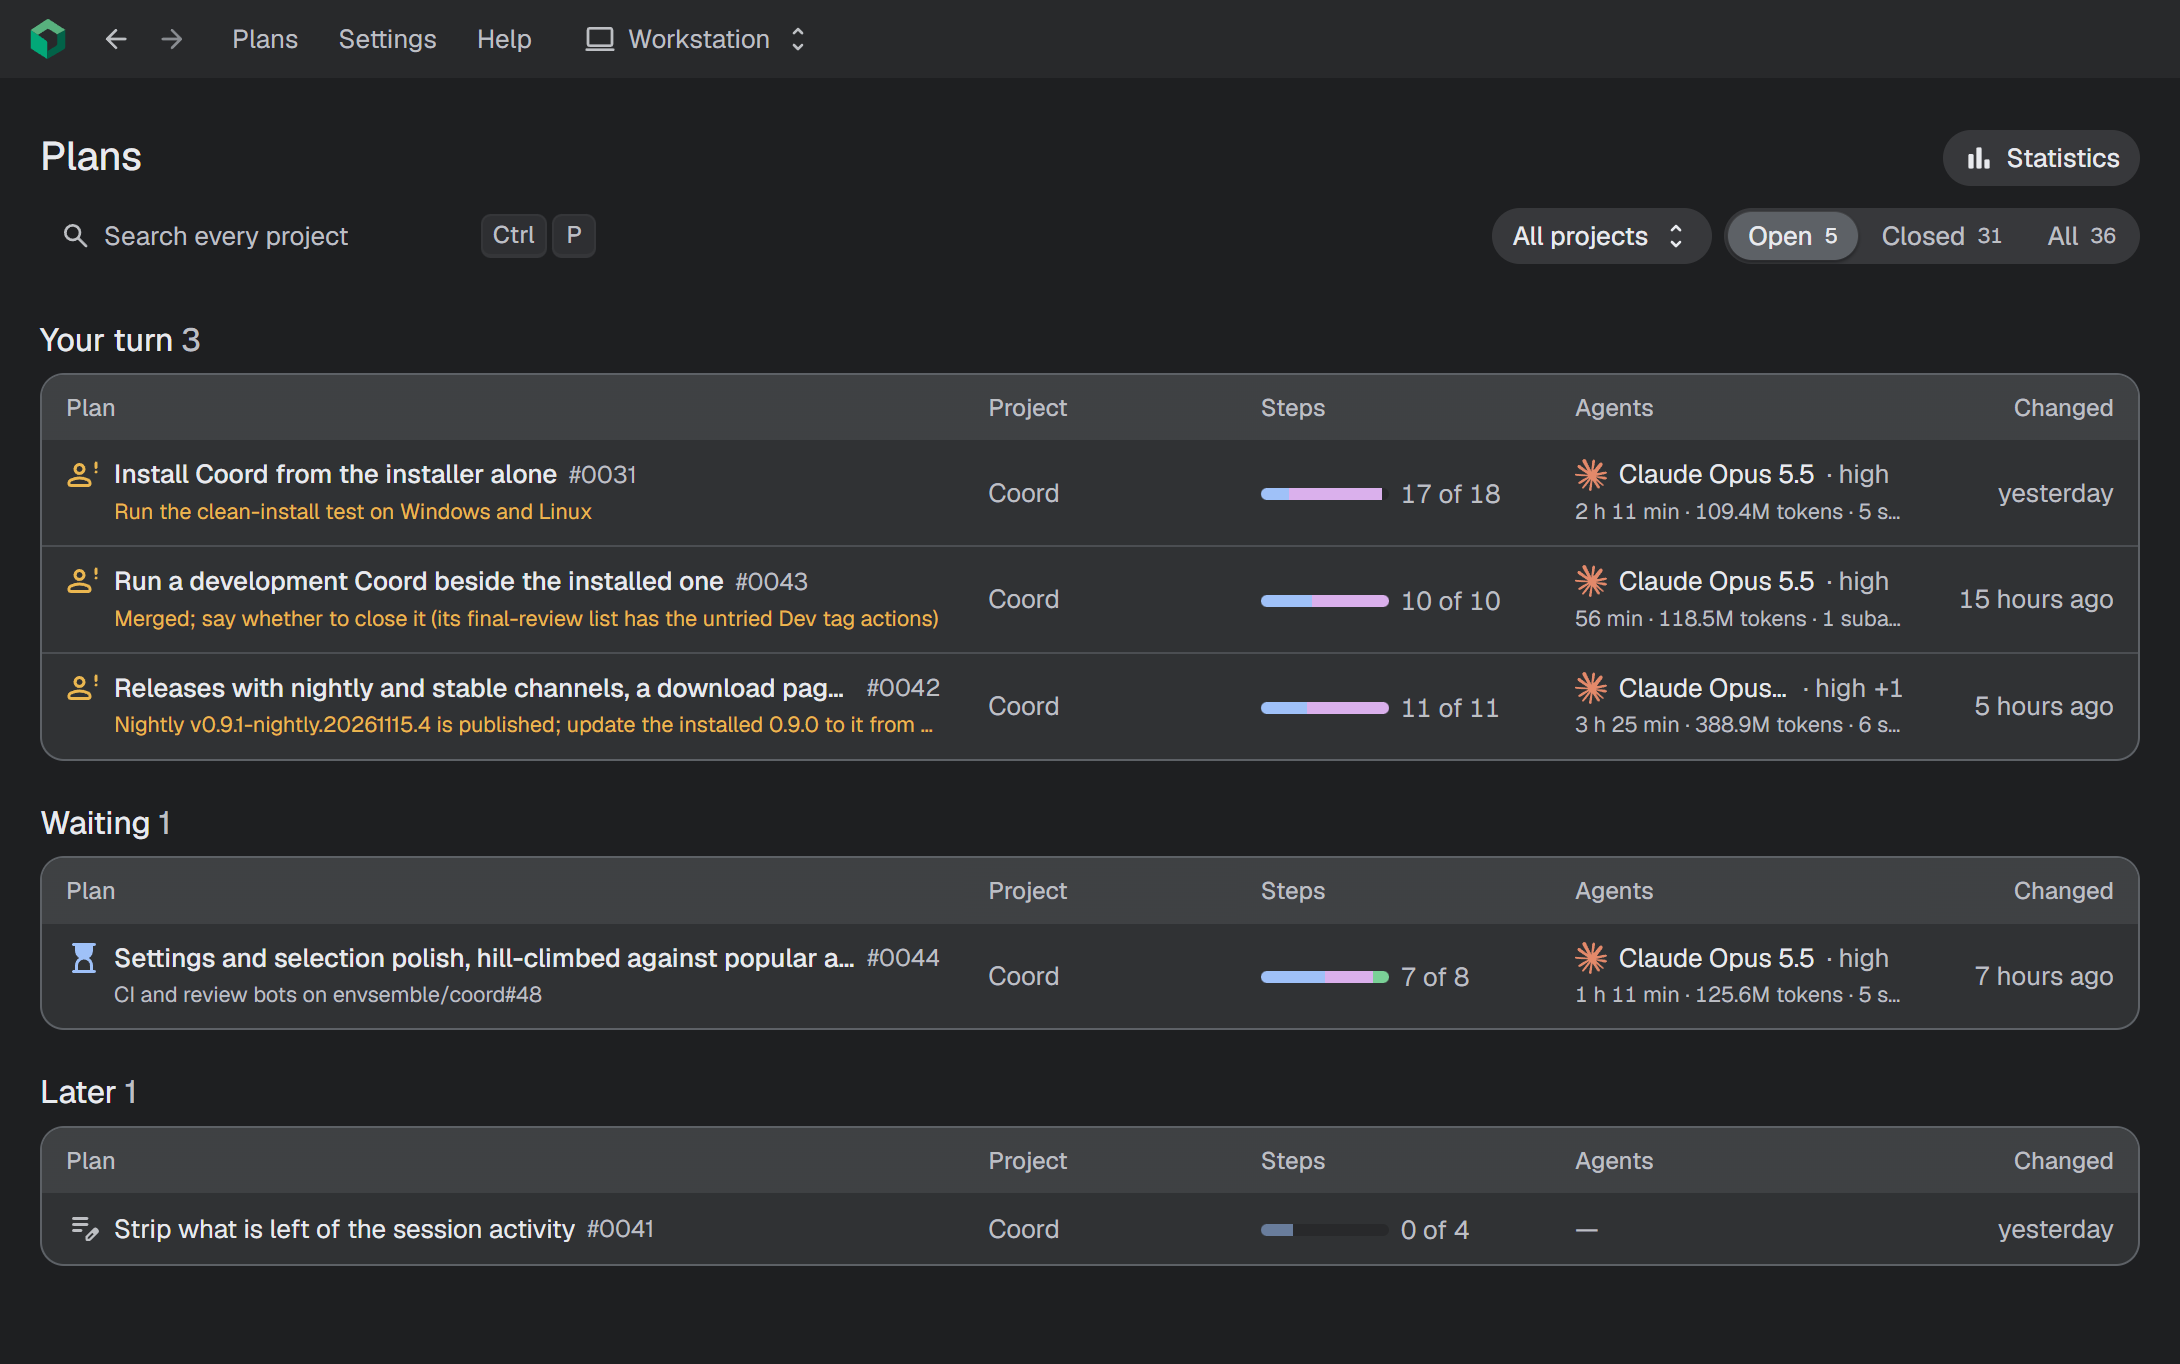 Plans Settings Help Workstation
Plans
Statistics
Search every project Ctrl P
All projects Open 5 Closed 31 All 36
Your turn 3
Plan Project Steps Agents Changed
Install Coord from the installer alone #0031
Run the clean-install test on Windows and Linux
Coord
17 of 18
Claude Opus 5.5 · high
2 h 11 min · 109.4M tokens · 5 s...
yesterday
Run a development Coord beside the installed one #0043
Merged; say whether to close it (its final-review list has the untried Dev tag actions)
Coord
10 of 10
Claude Opus 5.5 · high
56 min · 118.5M tokens · 1 suba...
15 hours ago
Releases with nightly and stable channels, a download pag... #0042
Nightly v0.9.1-nightly.20261115.4 is published; update the installed 0.9.0 to it from ...
Coord
11 of 11
Claude Opus... · high +1
3 h 25 min · 388.9M tokens · 6 s...
5 hours ago
Waiting 1
Plan Project Steps Agents Changed
Settings and selection polish, hill-climbed against popular a... #0044
CI and review bots on envsemble/coord#48
Coord
7 of 8
Claude Opus 5.5 · high
1 h 11 min · 125.6M tokens · 5 s...
7 hours ago
Later 1
Plan Project Steps Agents Changed
Strip what is left of the session activity #0041
Coord
0 of 4
—
yesterday